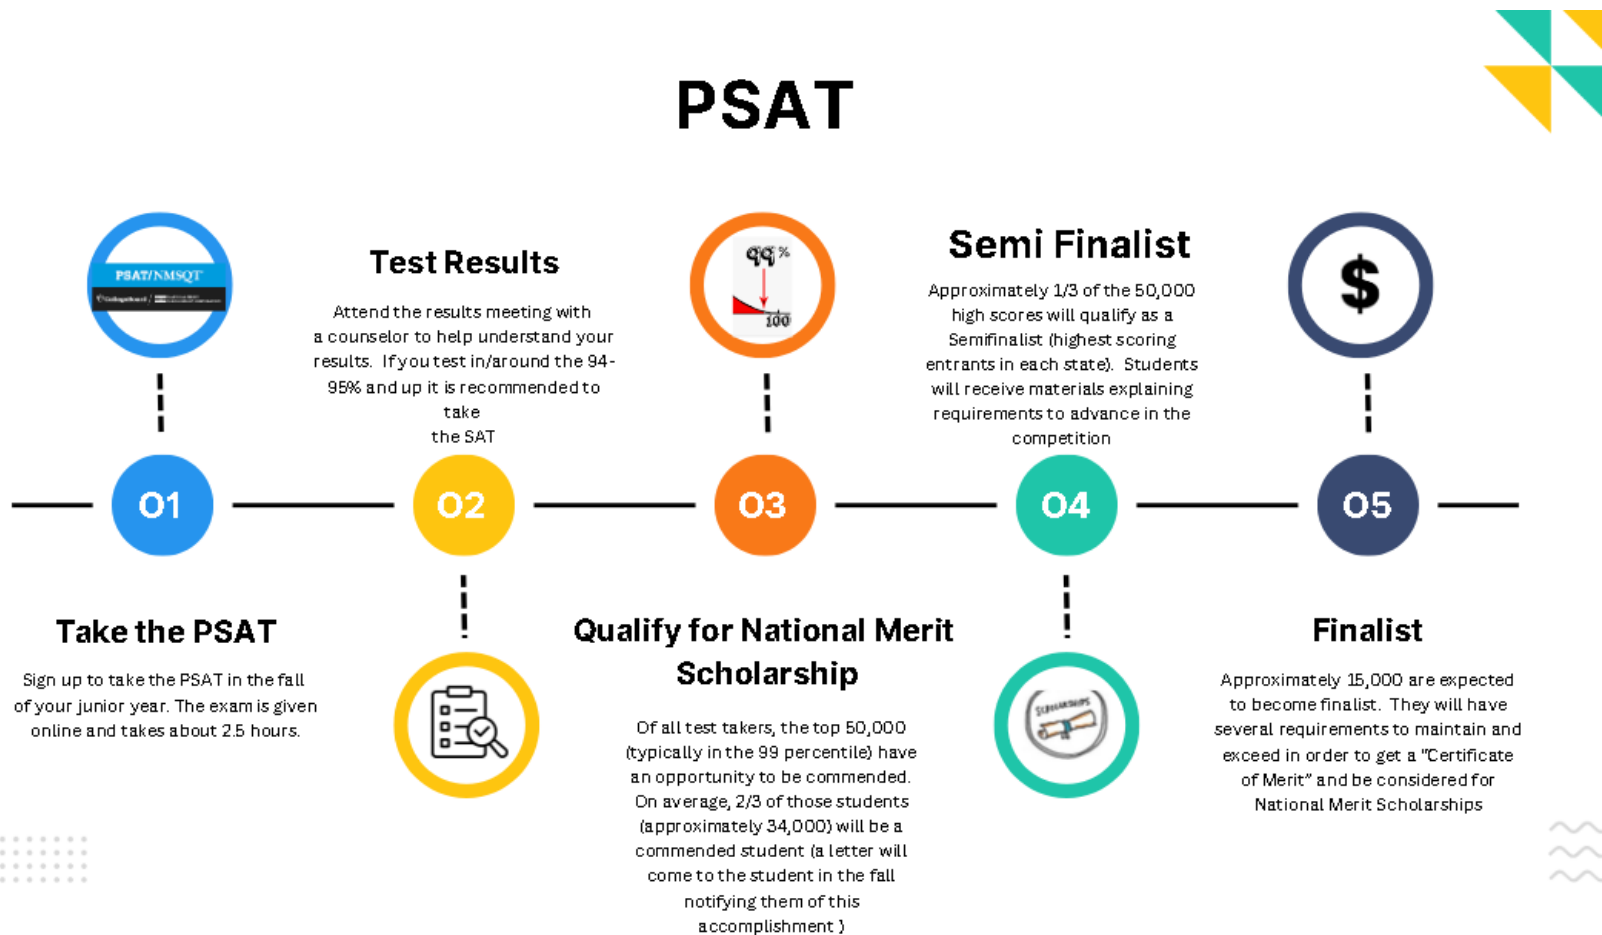 PSAT
PSAT/NMSQT
CollegeBoard
Test Results
Attend the results meeting with
a counselor to help understand your
results. If you test in/around the 94-
95% and up it is recommended to
take
the SAT
99%
100
Semi Finalist
Approximately 1/3 of the 50,000
high scores will qualify as a
Semifinalist (highest scoring
entrants in each state). Students
will receive materials explaining
requirements to advance in the
competition
$
01
02
03
04
05
Take the PSAT
Sign up to take the PSAT in the fall
of your junior year. The exam is given
online and takes about 2.5 hours.
Qualify for National Merit
Scholarship
Of all test takers, the top 50,000
(typically in the 99 percentile) have
an opportunity to be commended.
On average, 2/3 of those students
(approximately 34,000) will be a
commended student (a letter will
come to the student in the fall
notifying them of this
accomplishment )
SCHOLARSHIPS
Finalist
Approximately 15,000 are expected
to become finalist. They will have
several requirements to maintain and
exceed in order to get a "Certificate
of Merit" and be considered for
National Merit Scholarships